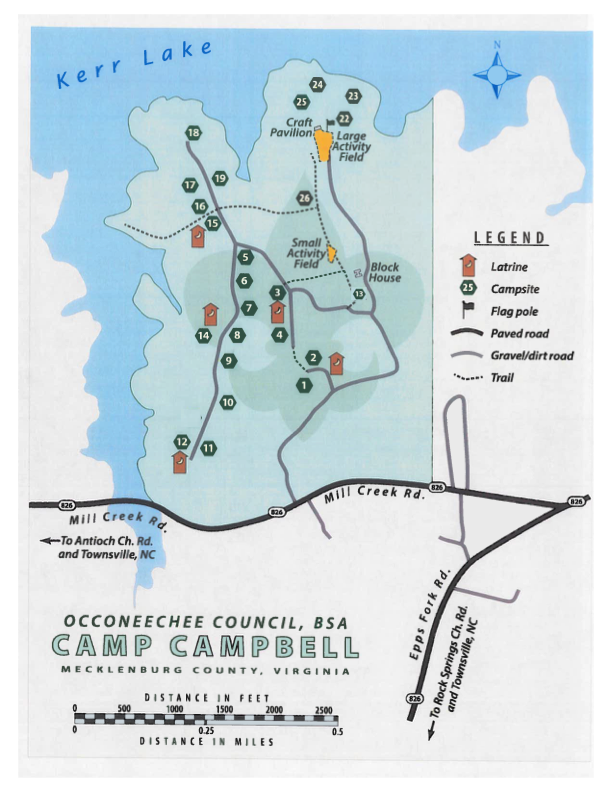 Kerr Lake
N
24
25
23
22
Craft
Pavilion
Large
Activity
Field
18
17
19
16
15
26
Small
Activity
Field
Block
House
5
6
3
13
7
14
8
4
2
9
1
10
12
11
LEGEND
Latrine
25 Campsite
Flag pole
Paved road
Gravel/dirt road
Trail
826
Mill Creek Rd.
826
Mill Creek Rd.
826
826
To Antioch Ch. Rd.
and Townsville, NC
Epps Fork Rd.
826
To Rock Springs Ch. Rd.
and Townsville, NC
OCCONEECHEE COUNCIL, BSA
CAMP CAMPBELL
MECKLENBURG COUNTY, VIRGINIA
DISTANCE IN FEET
0 500 1000 1500 2000 2500
0 0.25 0.5
DISTANCE IN MILES